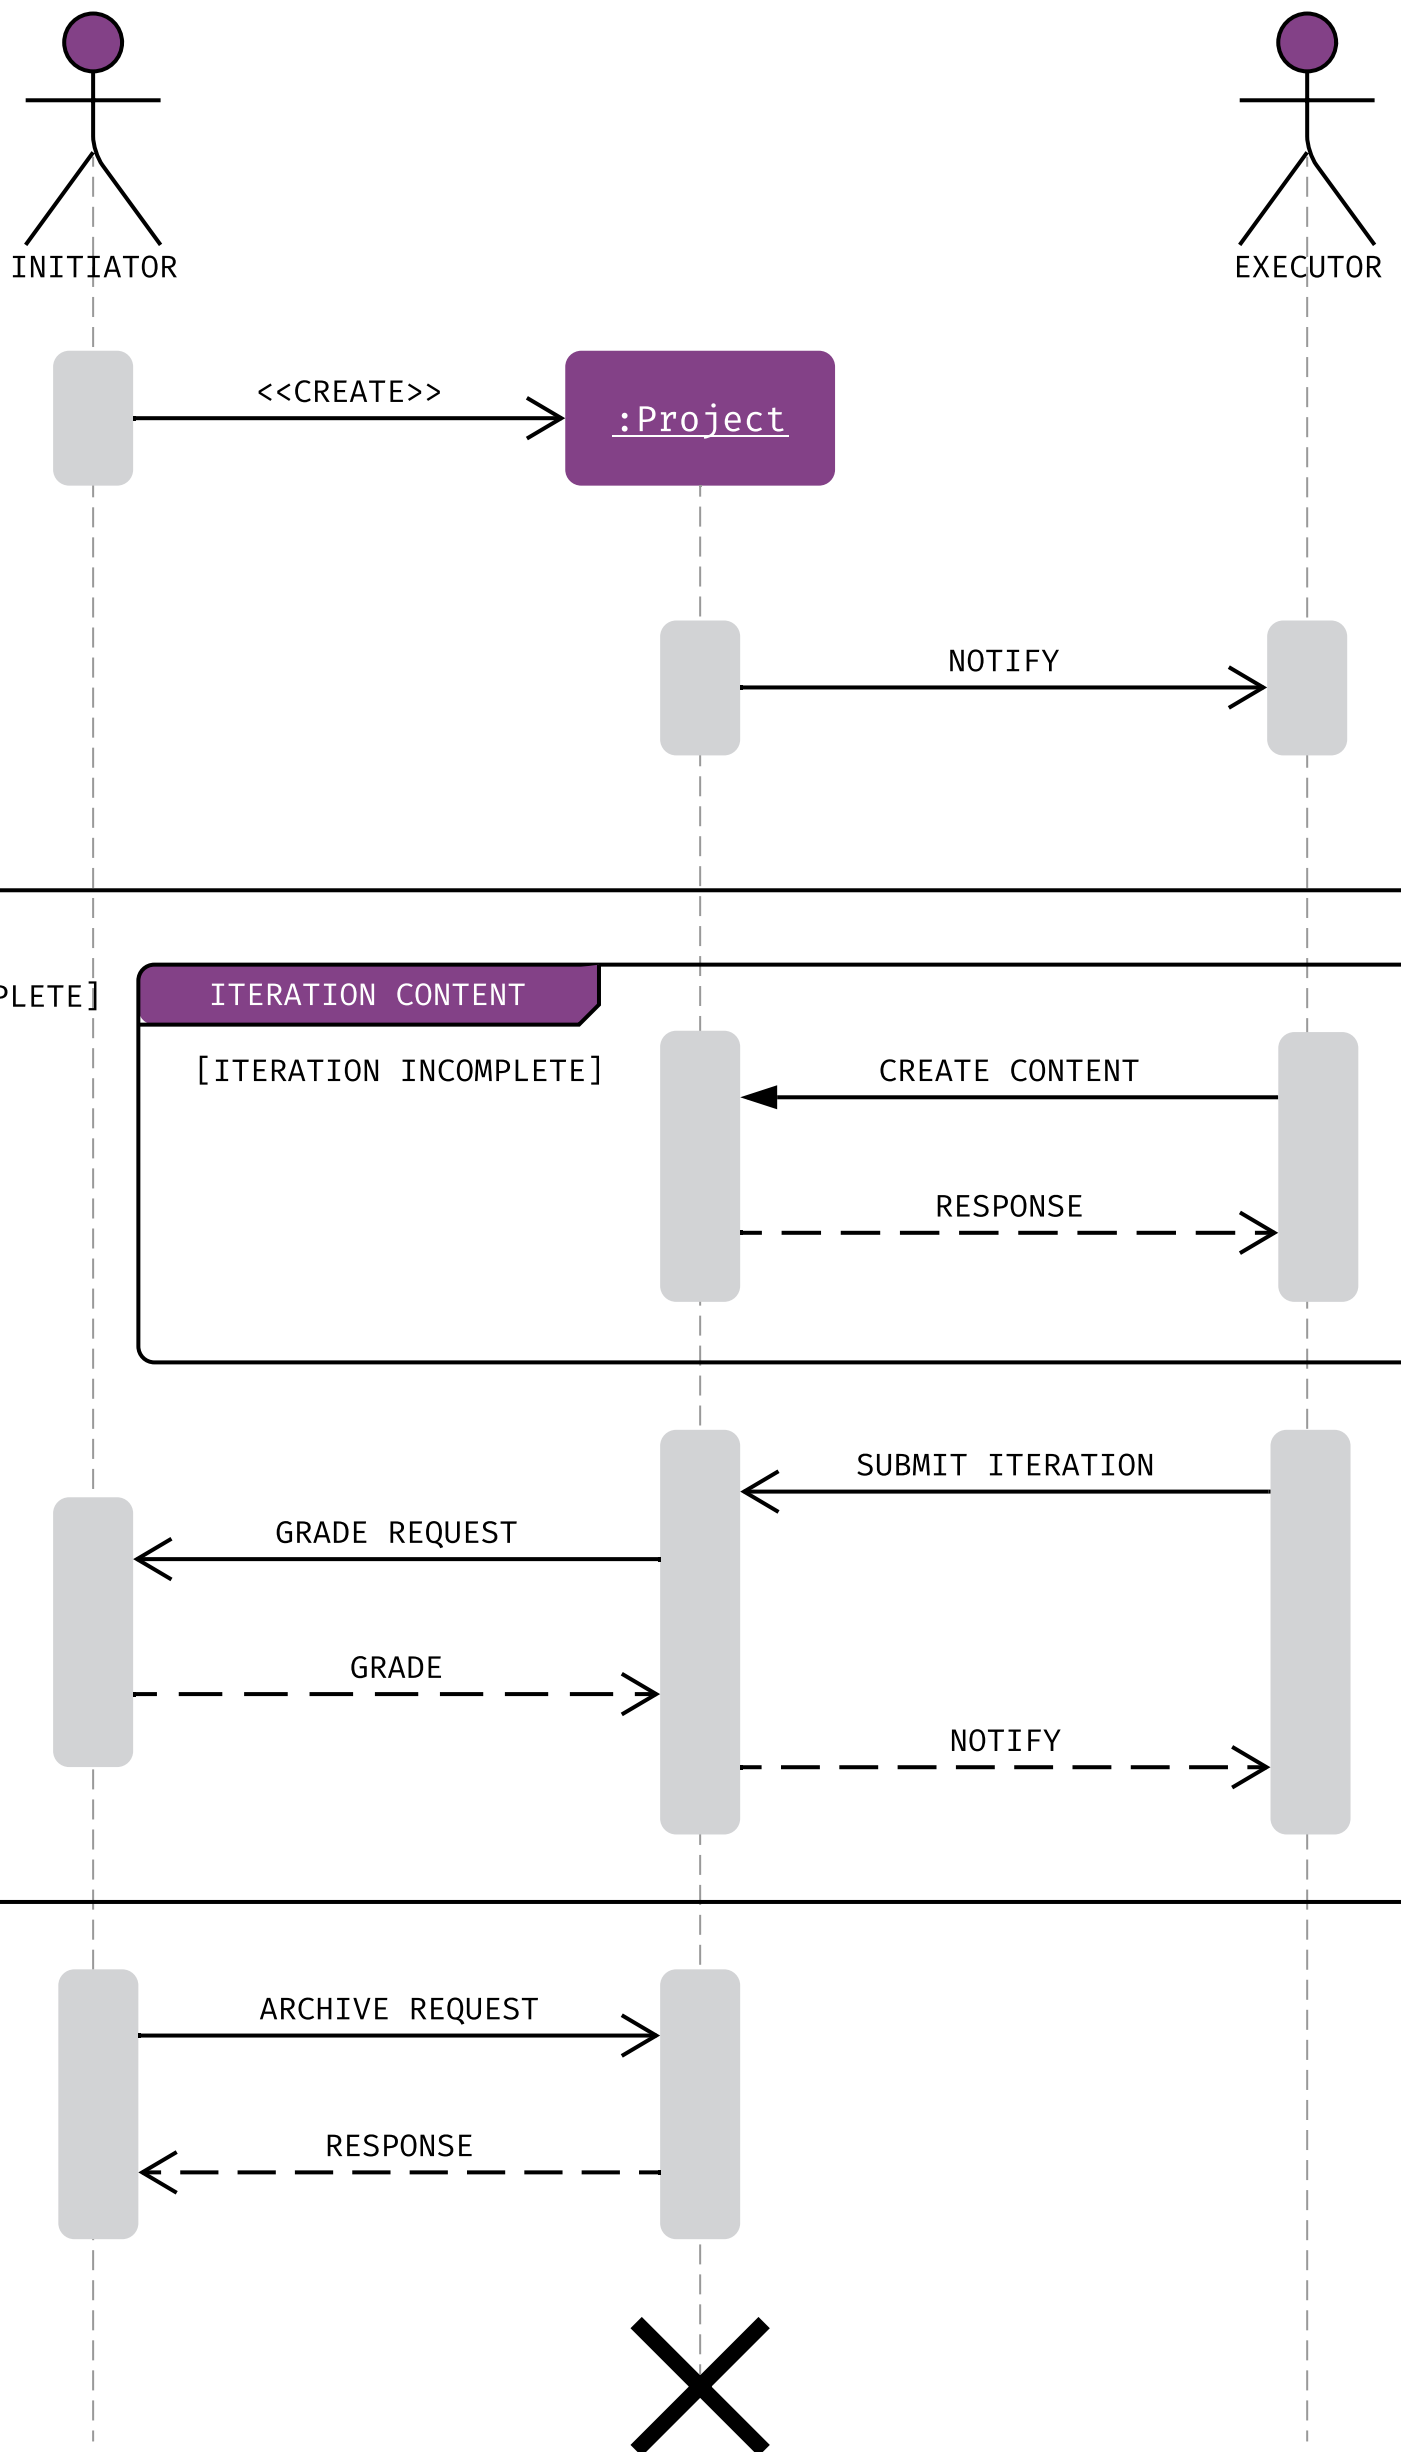 INITIATOR
EXECUTOR
<<CREATE>>
:Project
NOTIFY
PLETE]
ITERATION CONTENT
[ITERATION INCOMPLETE]
CREATE CONTENT
RESPONSE
SUBMIT ITERATION
GRADE REQUEST
GRADE
NOTIFY
ARCHIVE REQUEST
RESPONSE